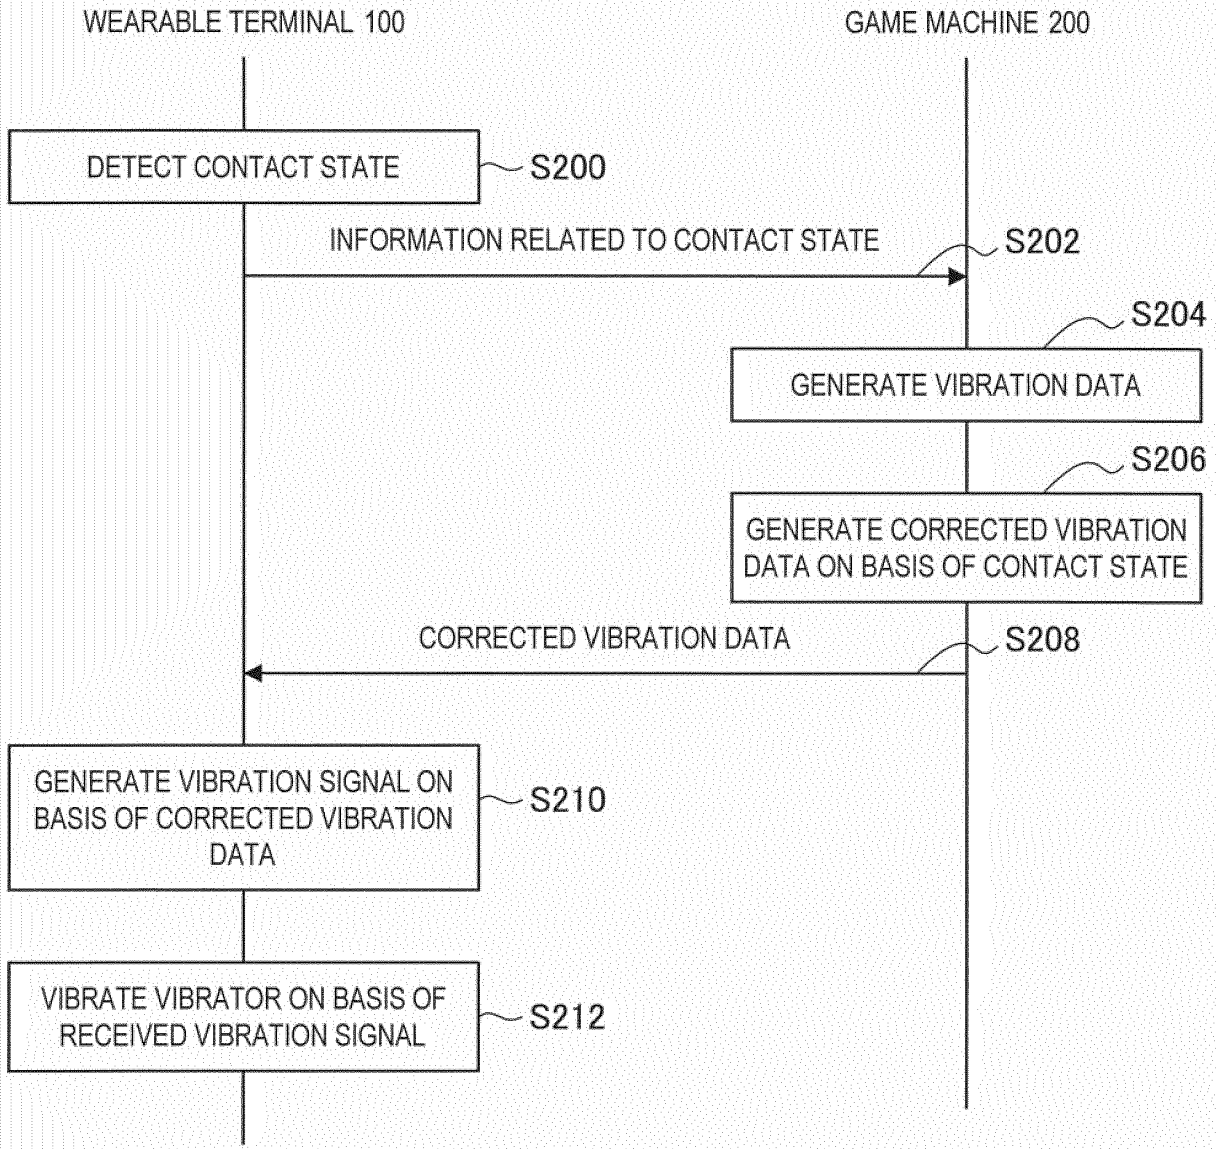 WEARABLE TERMINAL 100
GAME MACHINE 200
DETECT CONTACT STATE
S200
INFORMATION RELATED TO CONTACT STATE
S202
S204
GENERATE VIBRATION DATA
S206
GENERATE CORRECTED VIBRATION
DATA ON BASIS OF CONTACT STATE
CORRECTED VIBRATION DATA
S208
GENERATE VIBRATION SIGNAL ON
BASIS OF CORRECTED VIBRATION
DATA
S210
VIBRATE VIBRATOR ON BASIS OF
RECEIVED VIBRATION SIGNAL
S212